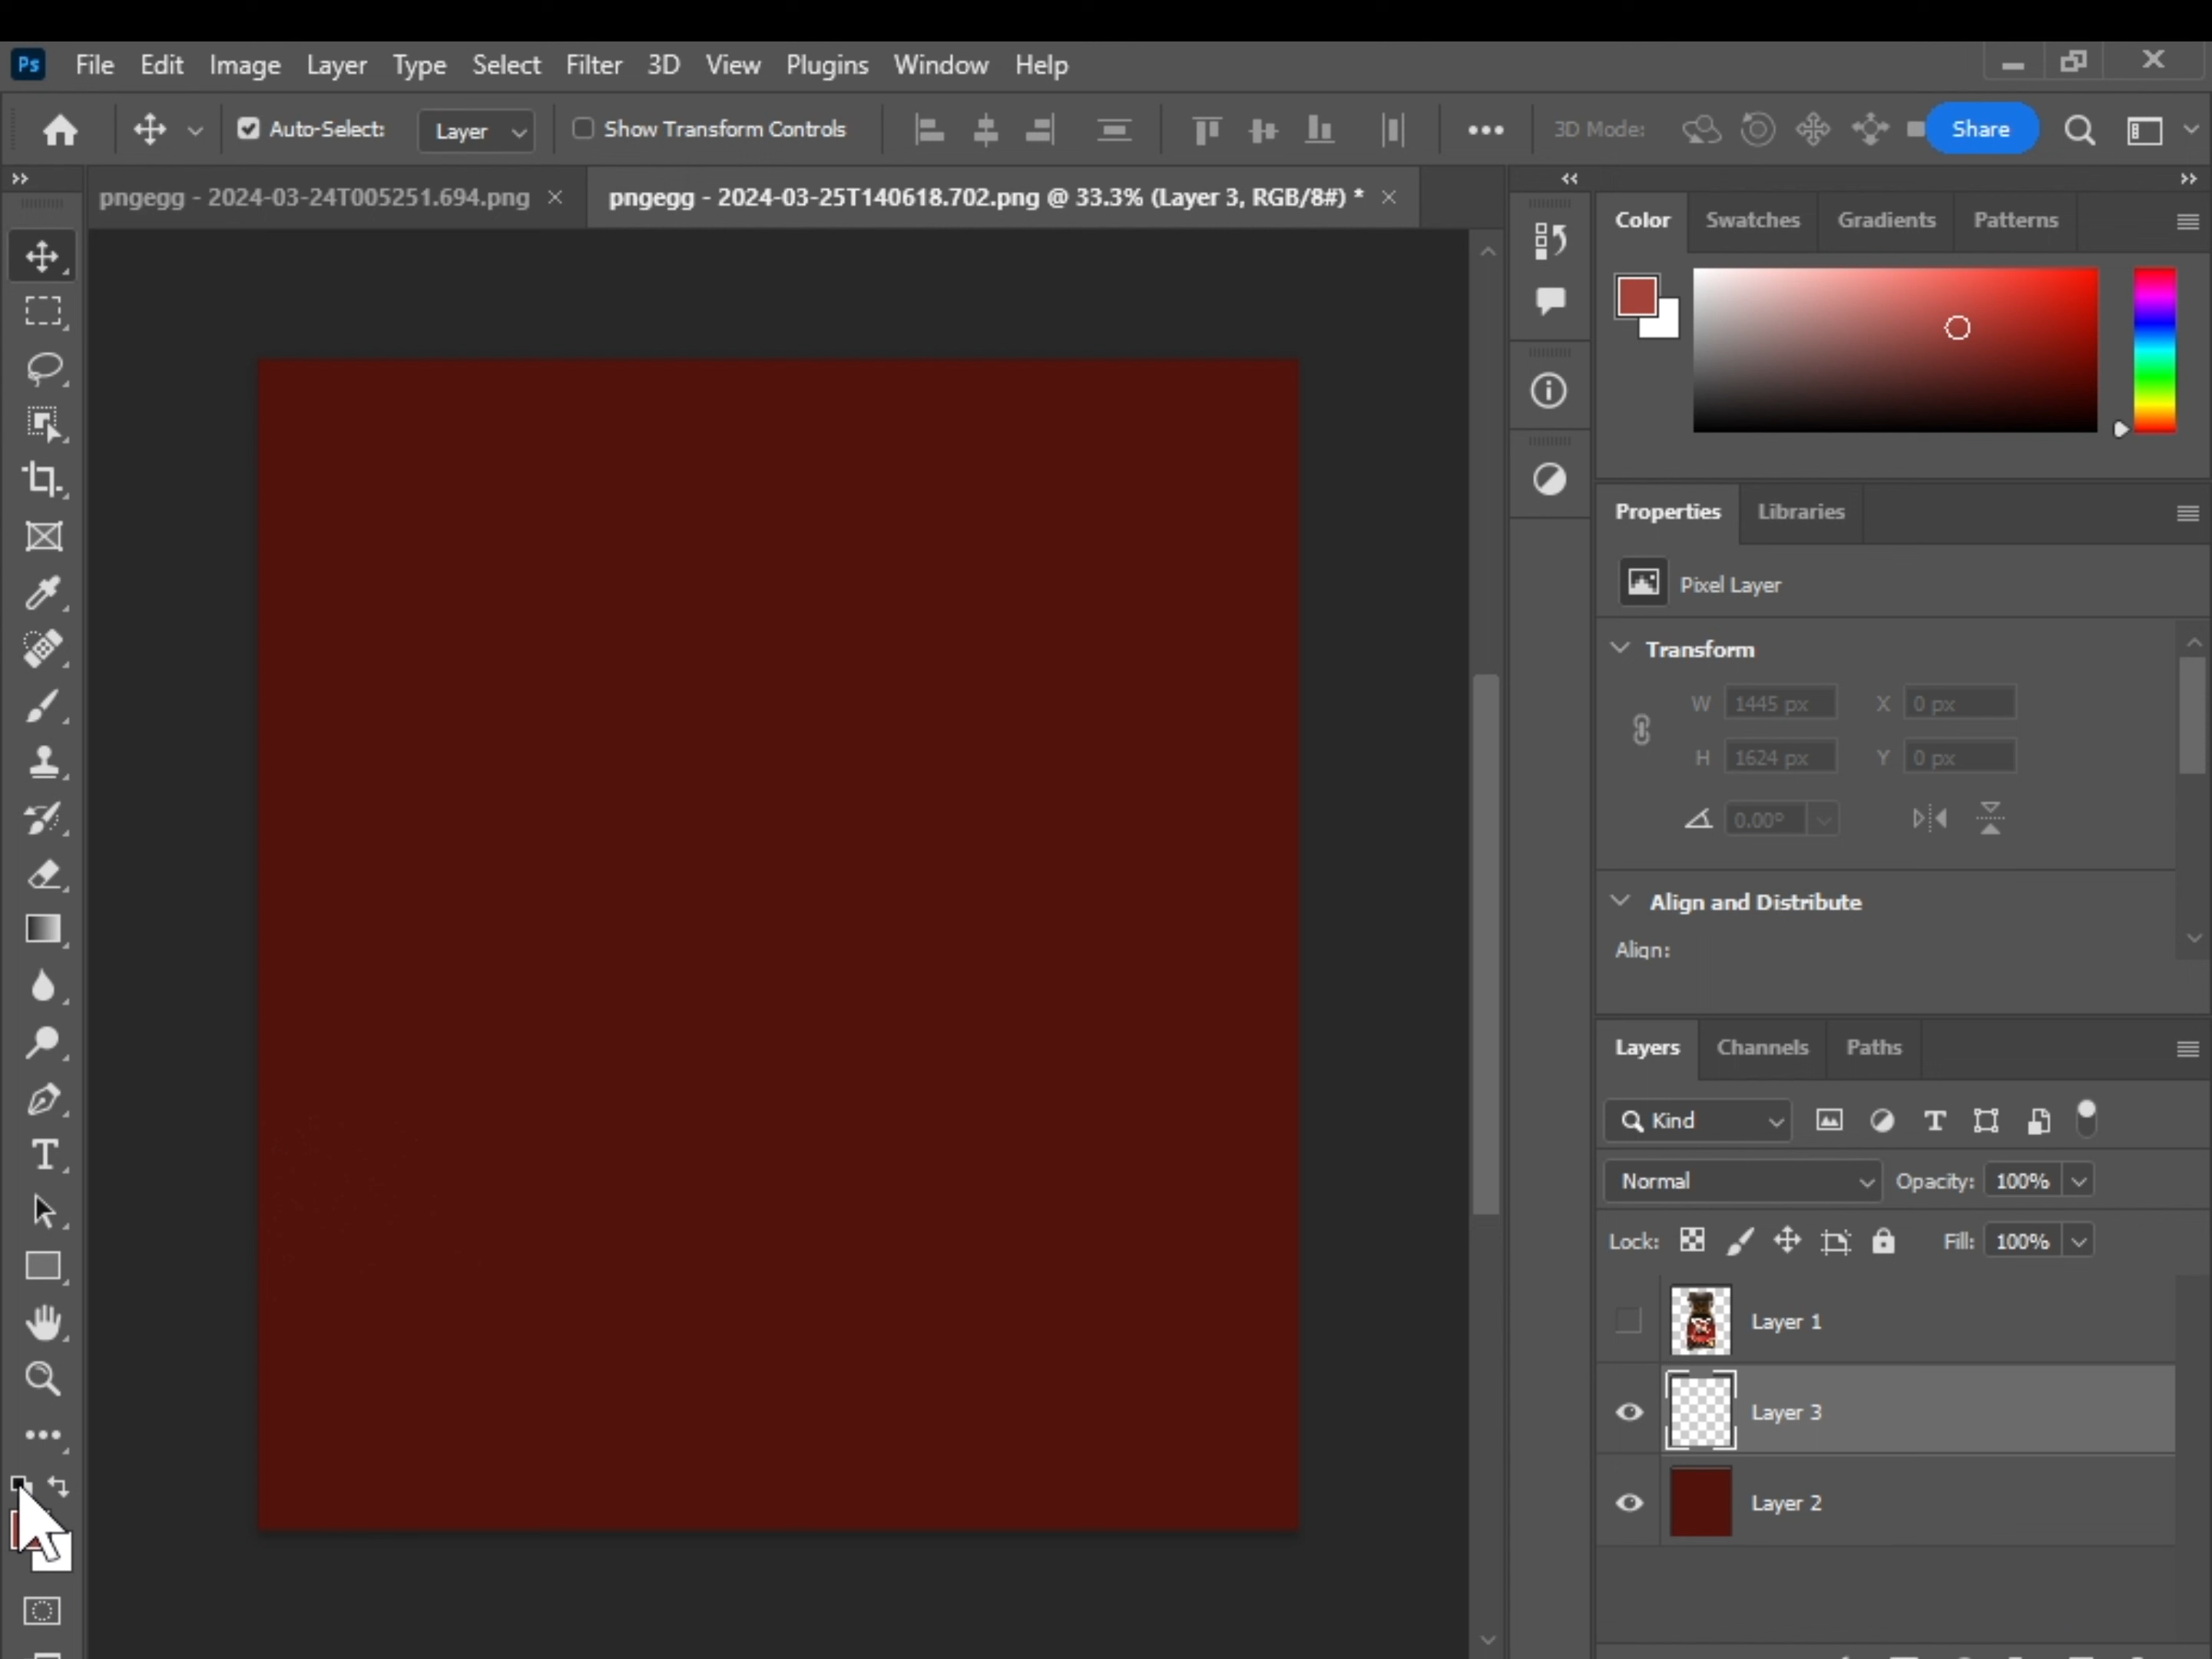 Ps File Edit Image Layer Type Select Filter 3D View Plugins Window Help
Auto-Select: Layer Show Transform Controls 3D Mode: Share
pngegg - 2024-03-24T005251.694.png pngegg - 2024-03-25T140618.702.png @ 33.3% (Layer 3, RGB/8#) *
Color Swatches Gradients Patterns
Properties Libraries
Pixel Layer
Transform
W 1445 px X 0 px
H 1624 px Y 0 px
0.00°
Align and Distribute
Align:
Layers Channels Paths
Kind
Normal Opacity: 100%
Lock: Fill: 100%
Layer 1
Layer 3
Layer 2